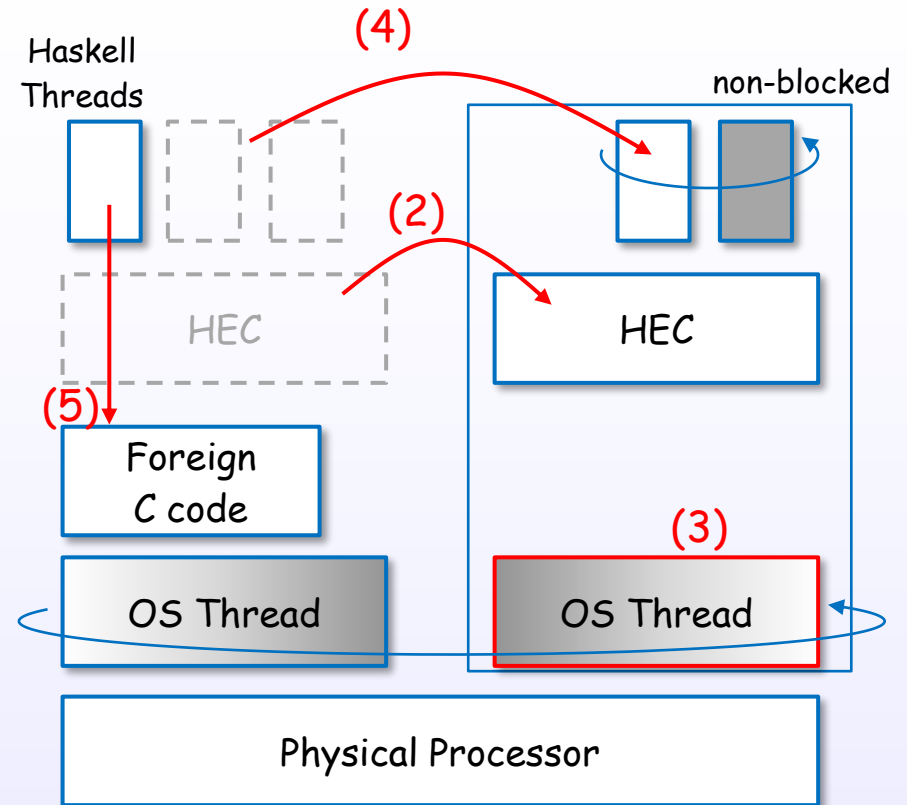 (4)
Haskell
Threads
non-blocked
(2)
HEC
HEC
(5)
Foreign
C code
(3)
OS Thread
OS Thread
Physical Processor